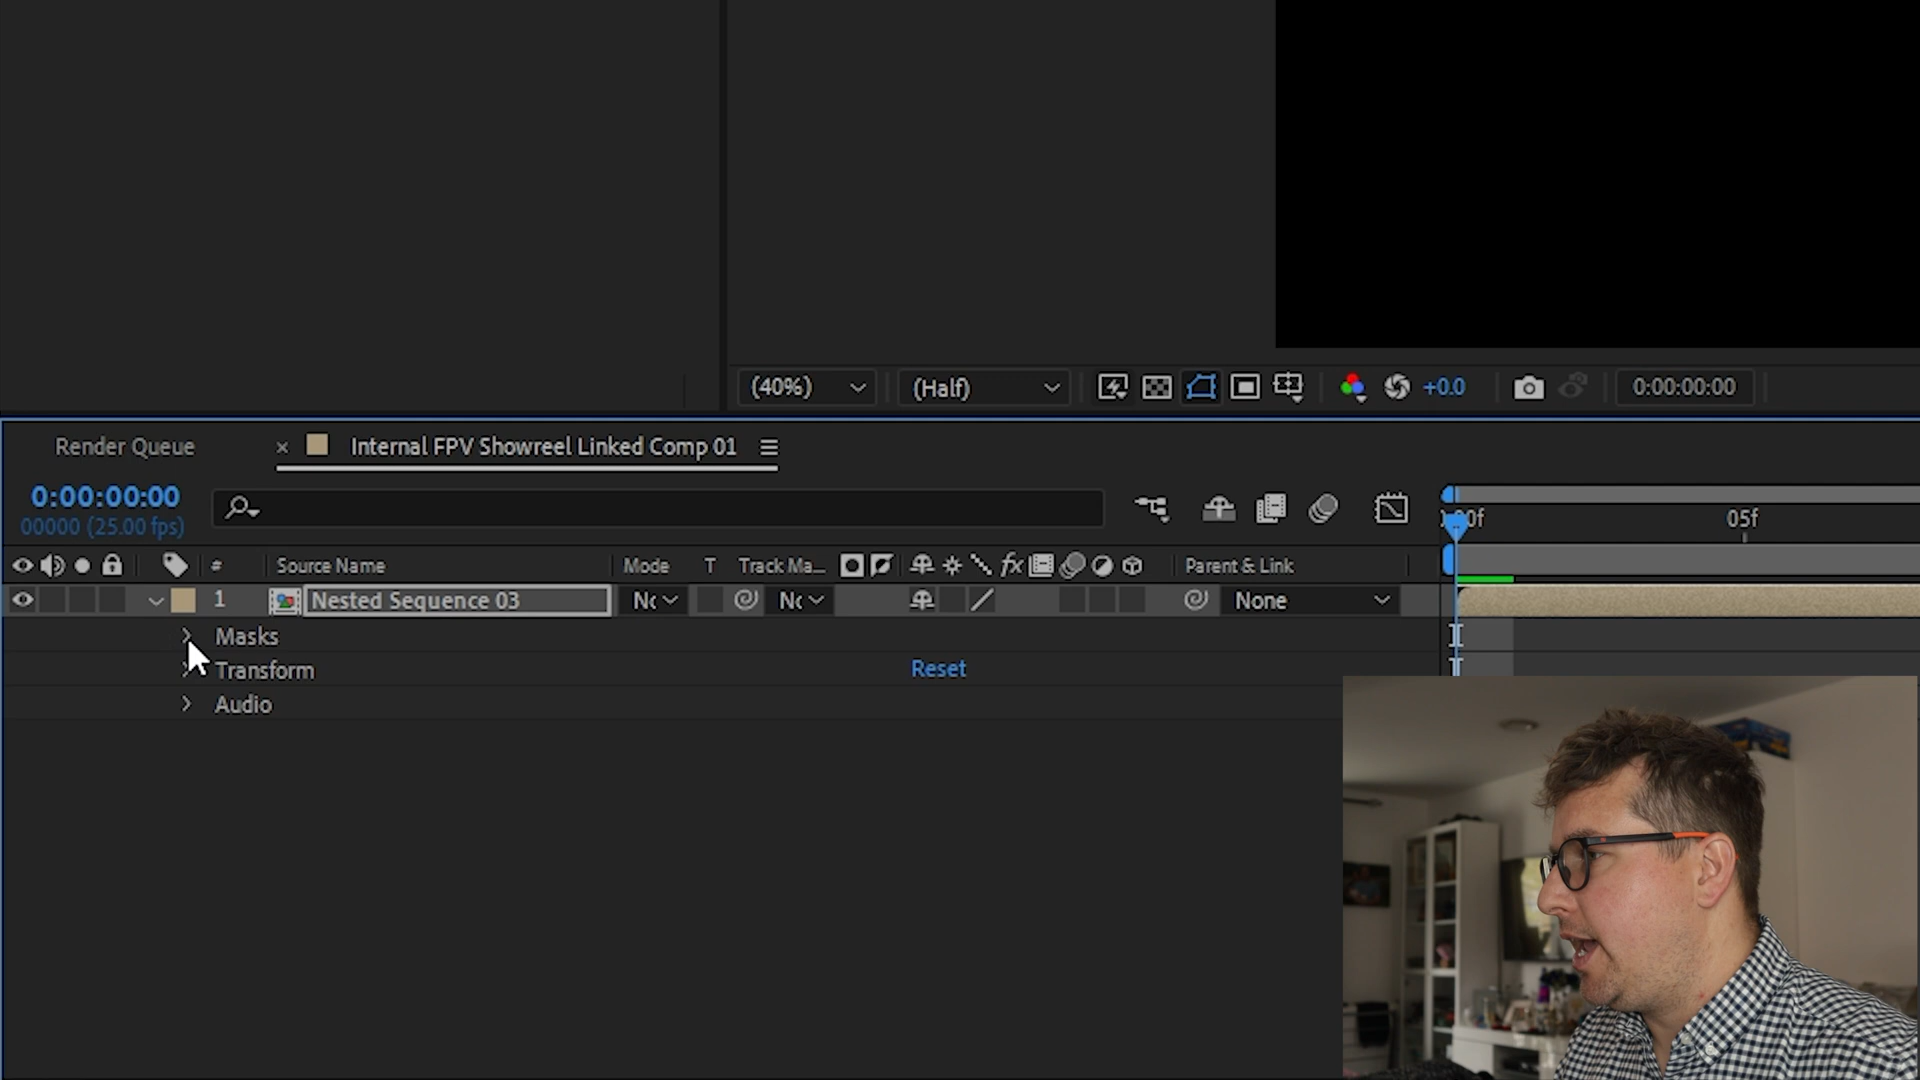 (40%) (Half) +0.0 0:00:00:00
Render Queue × Internal FPV Showreel Linked Comp 01
0:00:00:00
00000 (25.00 fps)
05f
# Source Name Mode T Track Ma... fx Parent & Link
1 Nested Sequence 03 None
Masks
Transform Reset
Audio